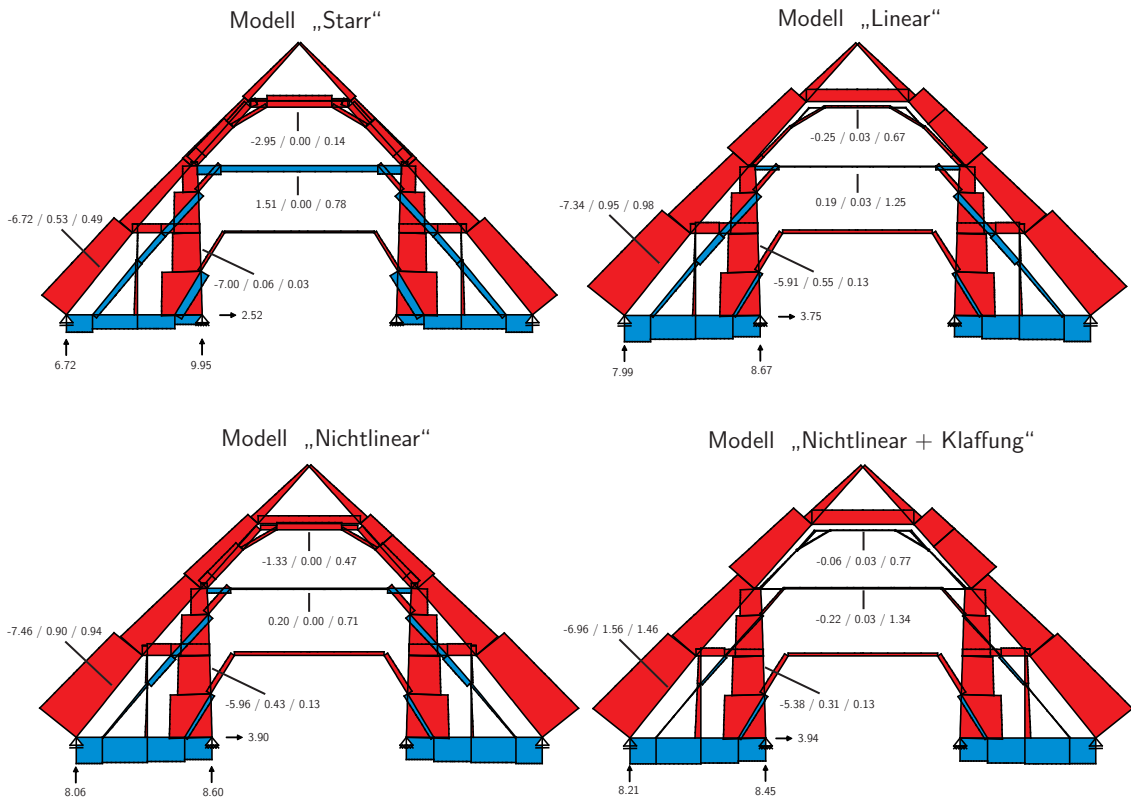 Modell „Starr“
-2.95 / 0.00 / 0.14
1.51 / 0.00 / 0.78
-6.72 / 0.53 / 0.49
-7.00 / 0.06 / 0.03
2.52
6.72
9.95
Modell „Linear“
-0.25 / 0.03 / 0.67
0.19 / 0.03 / 1.25
-7.34 / 0.95 / 0.98
-5.91 / 0.55 / 0.13
3.75
7.99
8.67
Modell „Nichtlinear“
-1.33 / 0.00 / 0.47
0.20 / 0.00 / 0.71
-7.46 / 0.90 / 0.94
-5.96 / 0.43 / 0.13
3.90
8.06
8.60
Modell „Nichtlinear + Klaffung“
-0.06 / 0.03 / 0.77
-0.22 / 0.03 / 1.34
-6.96 / 1.56 / 1.46
-5.38 / 0.31 / 0.13
3.94
8.21
8.45